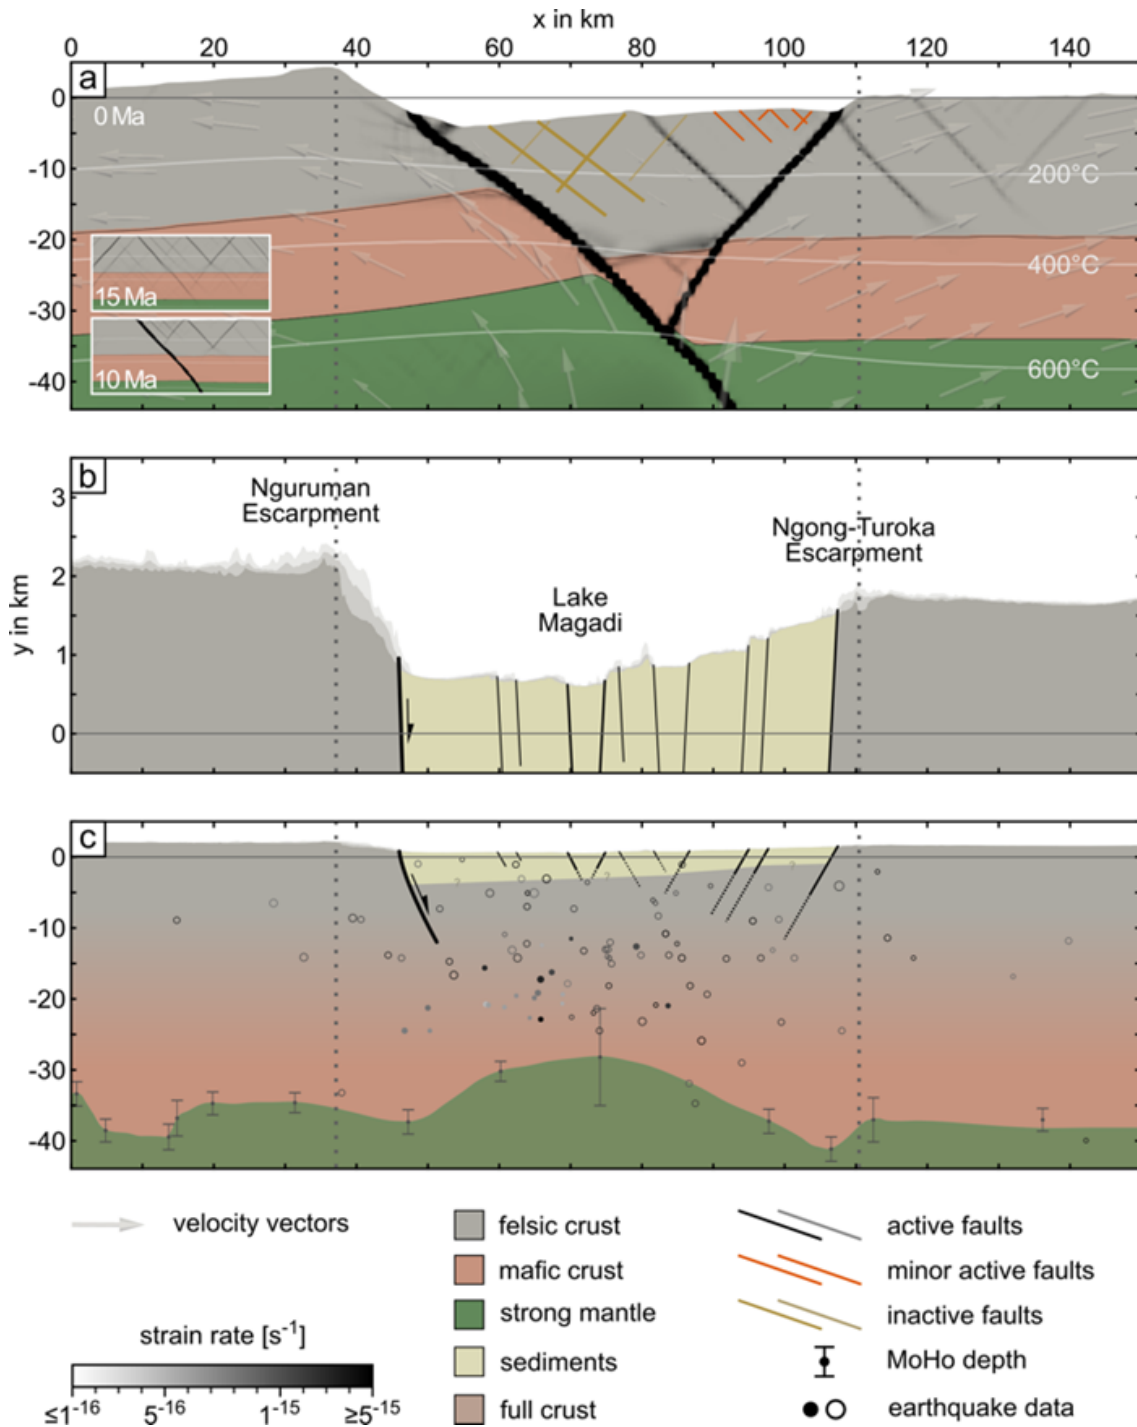 x in km
0 20 40 60 80 100 120 140
a
0 Ma
0
-10
-20
-30
-40
200°C
400°C
600°C
15 Ma
10 Ma
b
Nguruman
Escarpment
Ngong-Turoka
Escarpment
Lake
Magadi
y in km
3
2
1
0
c
0
-10
-20
-30
-40
?
?
?
velocity vectors
strain rate [s-1]
≤1-16 5-16 1-15 ≥5-15
felsic crust
mafic crust
strong mantle
sediments
full crust
active faults
minor active faults
inactive faults
MoHo depth
earthquake data